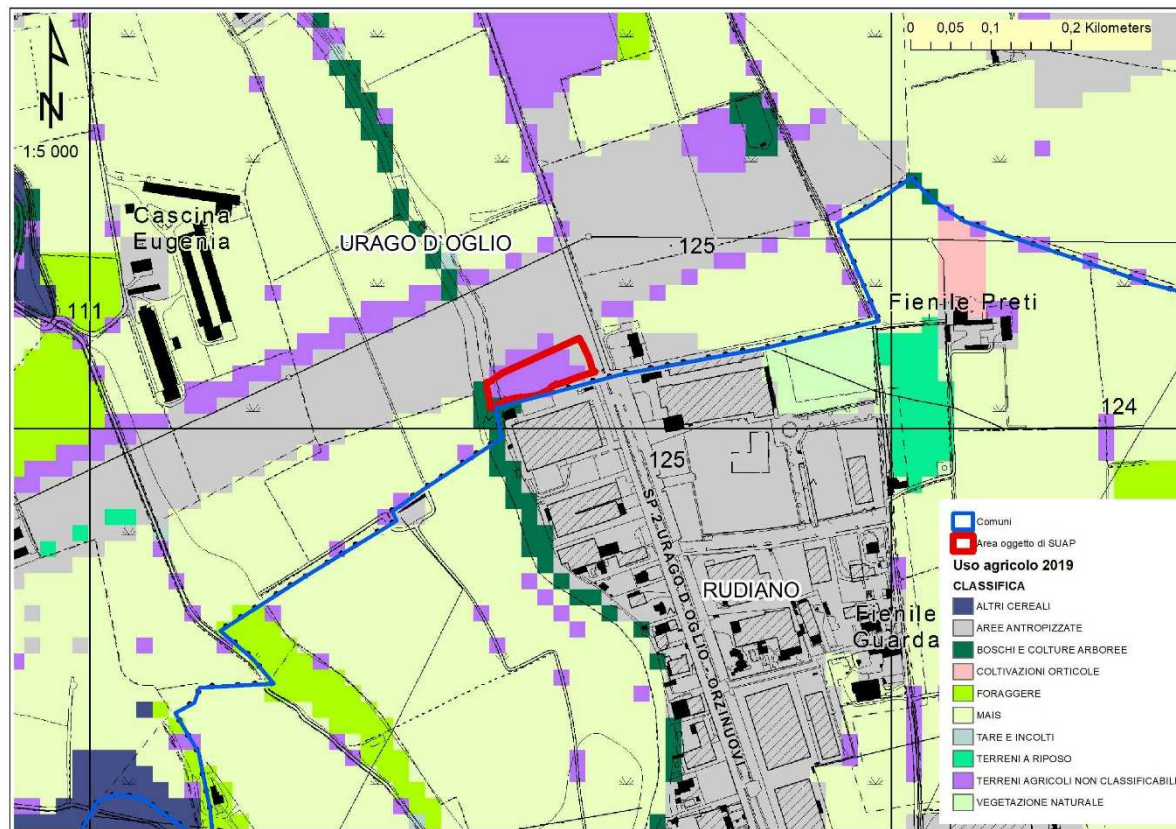 0 0,05 0,1 0,2 Kilometers
N
1:5 000
Cascina
Eugenia
URAGO D'OGLIO
125
111
Fienile Preti
124
125
SP 2 URAGO D'OGLIO - ORZINUOVI
RUDIANO
Fienile
Guarda
Comuni
Area oggetto di SUAP
Uso agricolo 2019
CLASSIFICA
ALTRI CEREALI
AREE ANTROPIZZATE
BOSCHI E COLTURE ARBOREE
COLTIVAZIONI ORTICOLE
FORAGGERE
MAIS
TARE E INCOLTI
TERRENI A RIPOSO
TERRENI AGRICOLI NON CLASSIFICABILI
VEGETAZIONE NATURALE